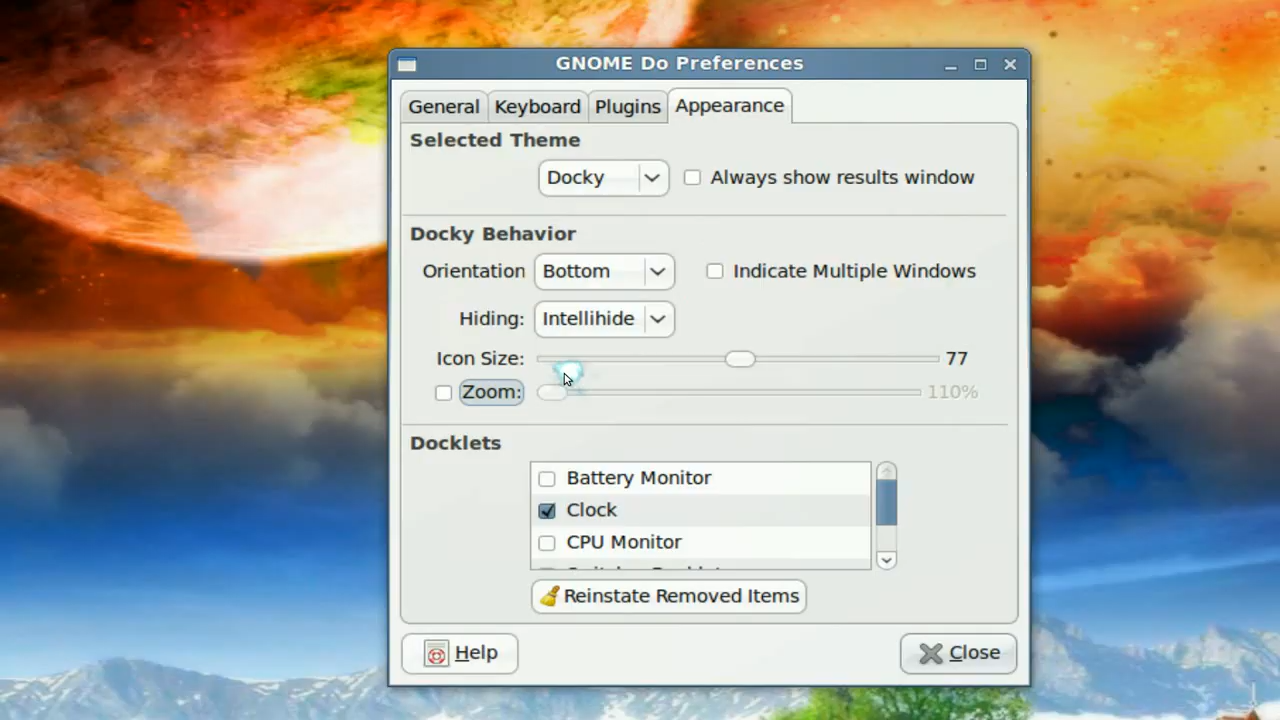 GNOME Do Preferences
General Keyboard Plugins Appearance
Selected Theme
Docky Always show results window
Docky Behavior
Orientation Bottom Indicate Multiple Windows
Hiding: Intellihide
Icon Size: 77
Zoom: 110%
Docklets
Battery Monitor
Clock
CPU Monitor
Reinstate Removed Items
Help Close